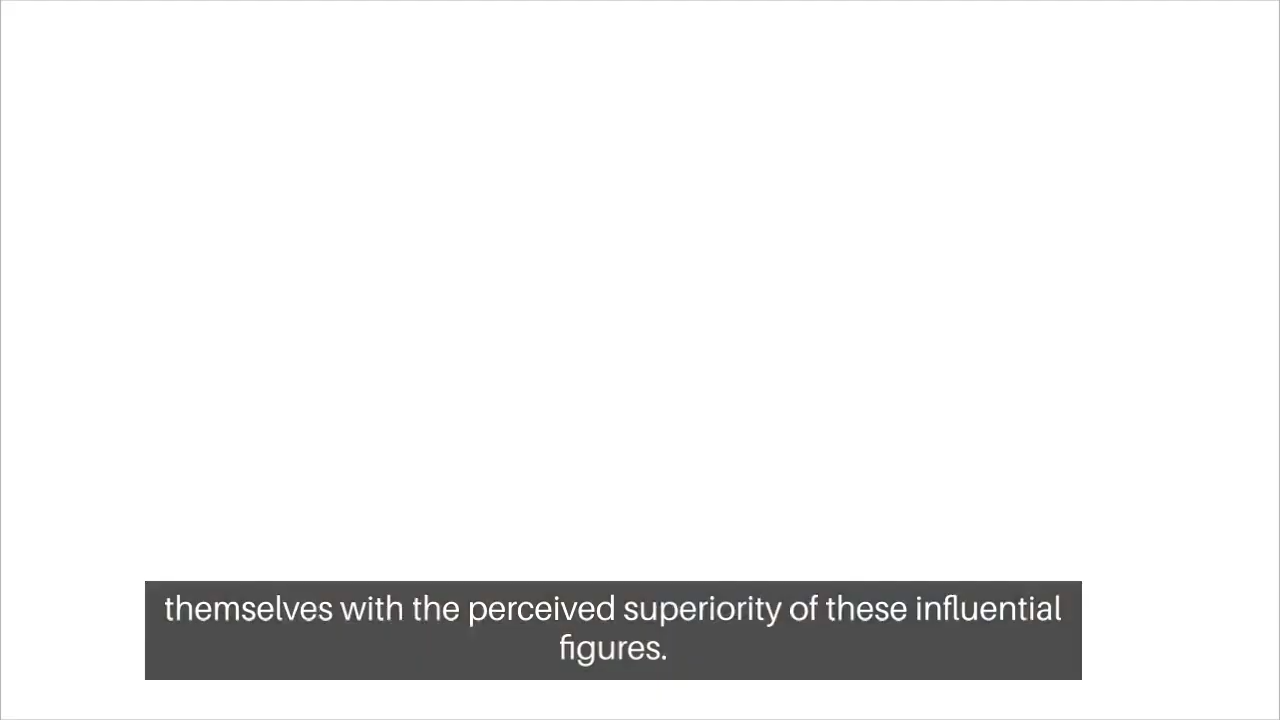 themselves with the perceived superiority of these influential
figures.